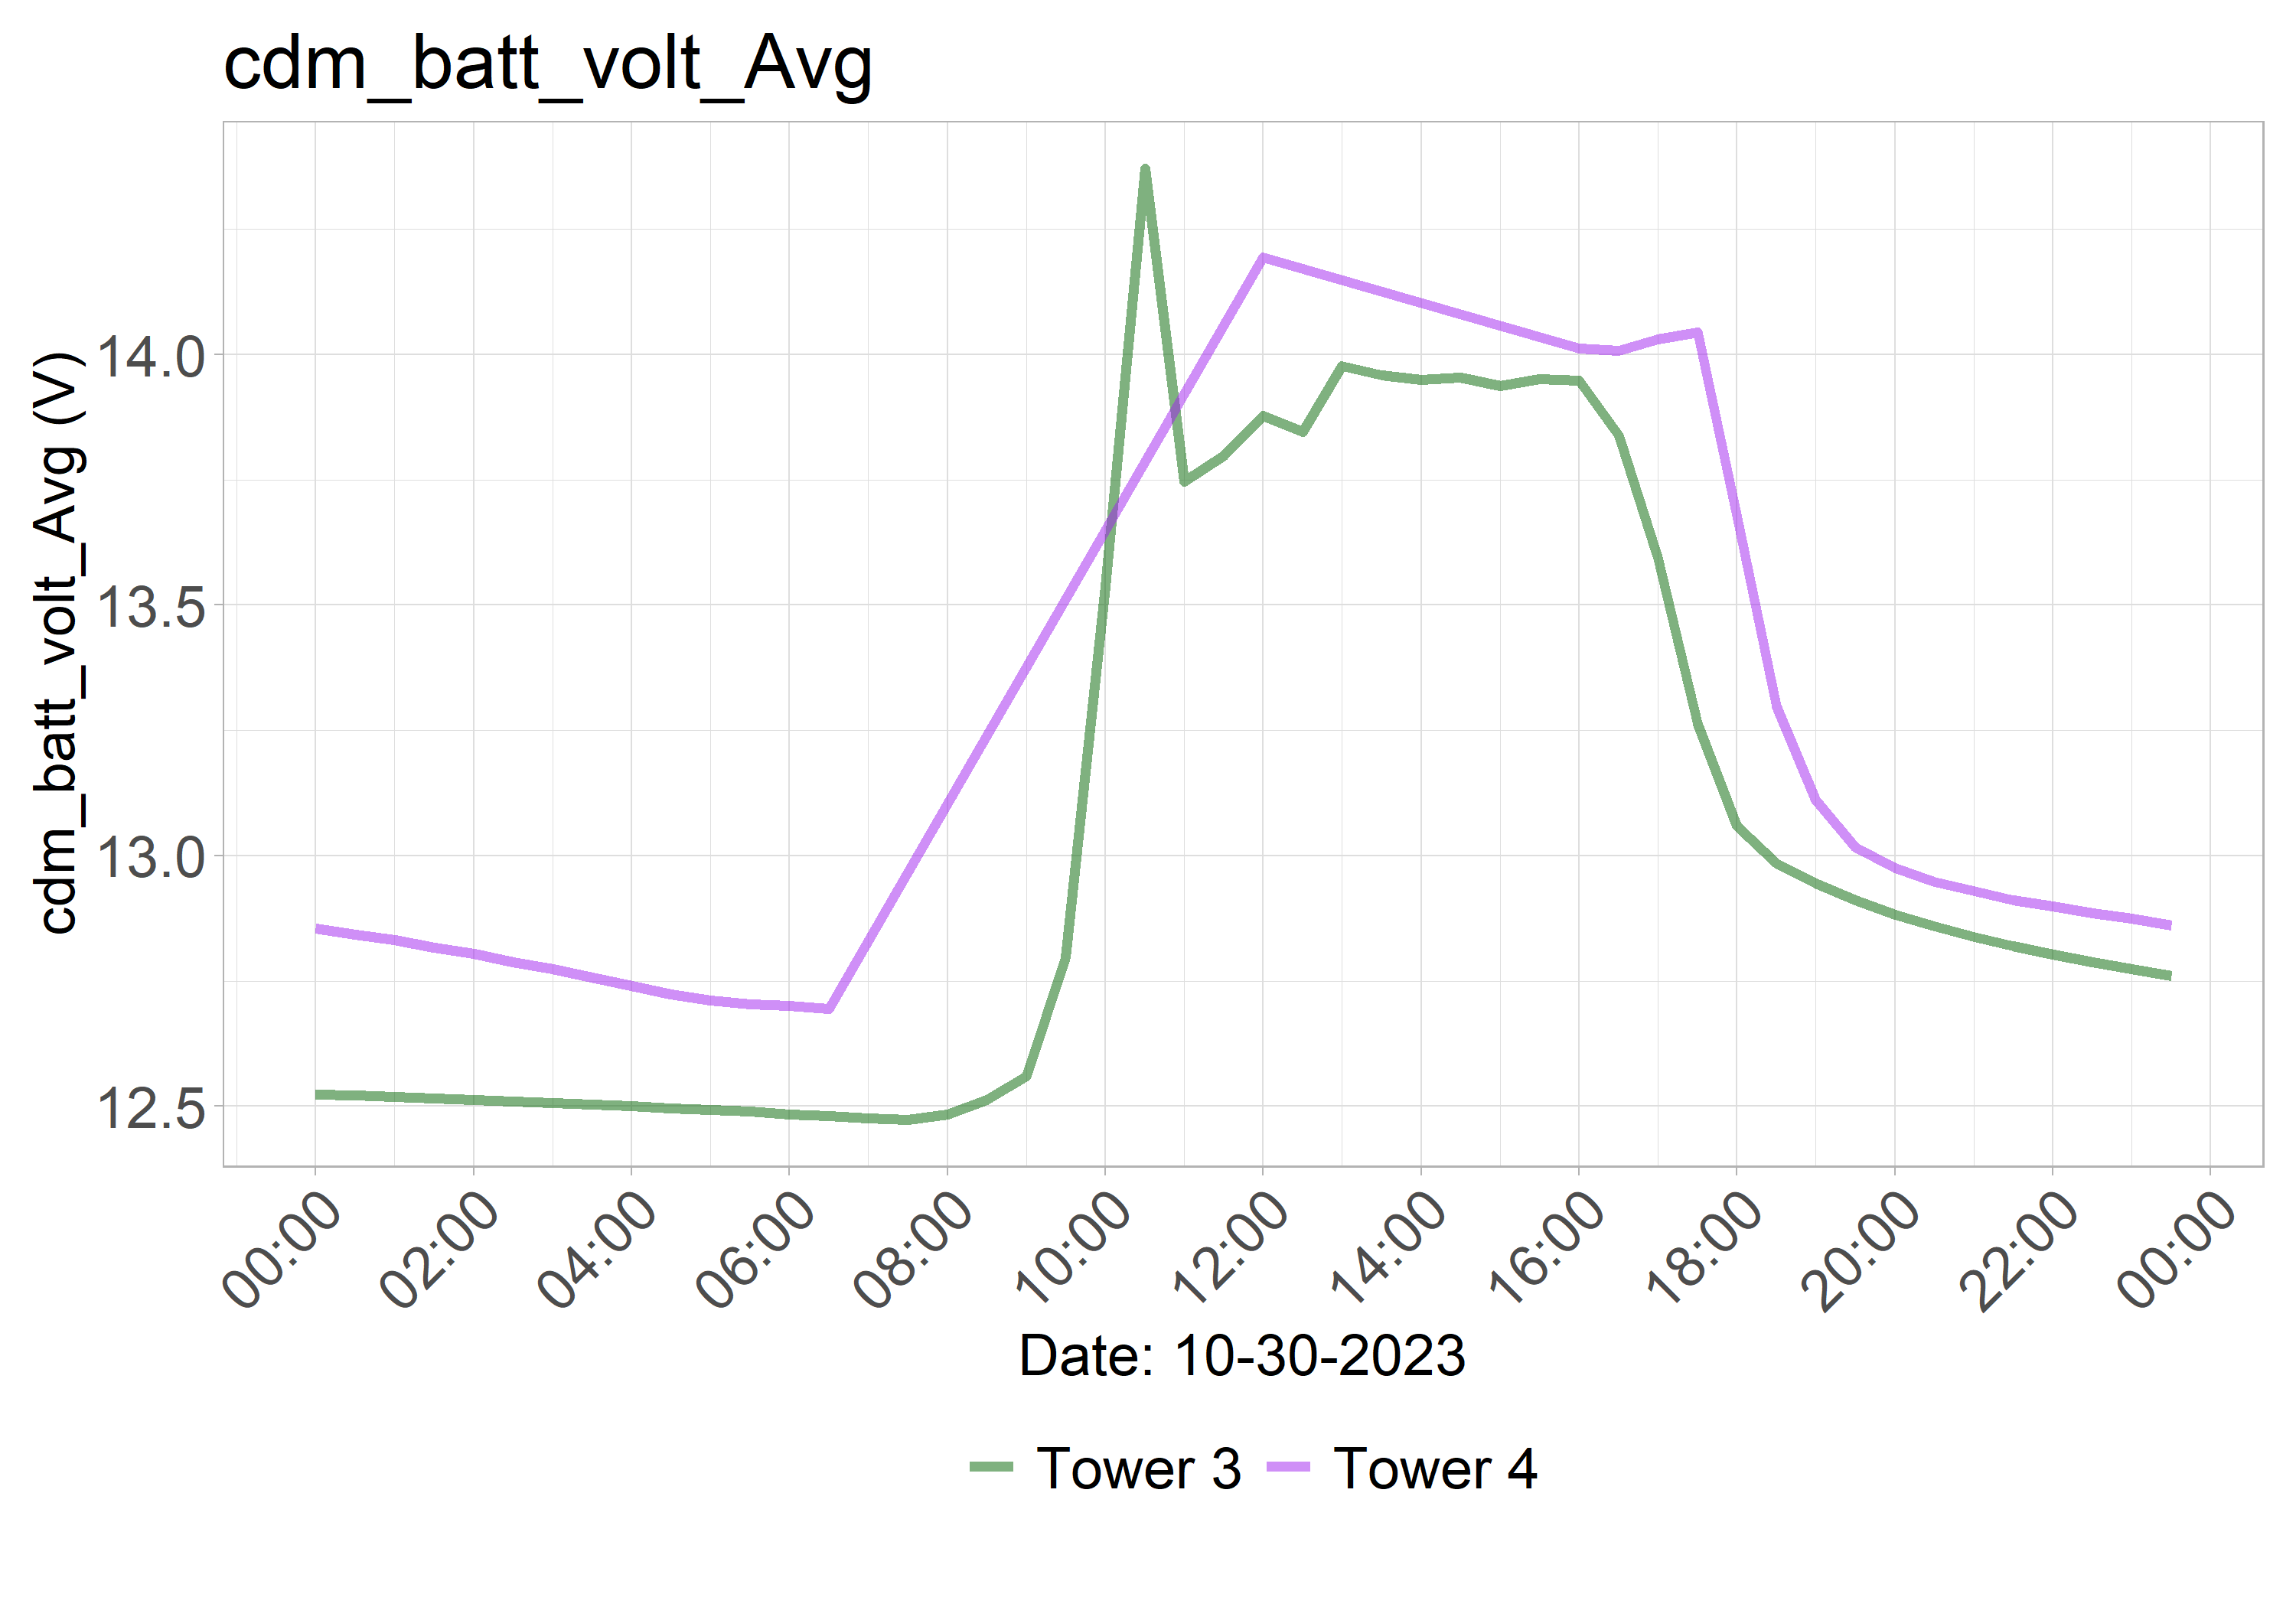 cdm_batt_volt_Avg
cdm_batt_volt_Avg (V)
14.0
13.5
13.0
12.5
00:00 02:00 04:00 06:00 08:00 10:00 12:00 14:00 16:00 18:00 20:00 22:00 00:00
Date: 10-30-2023
Tower 3 Tower 4